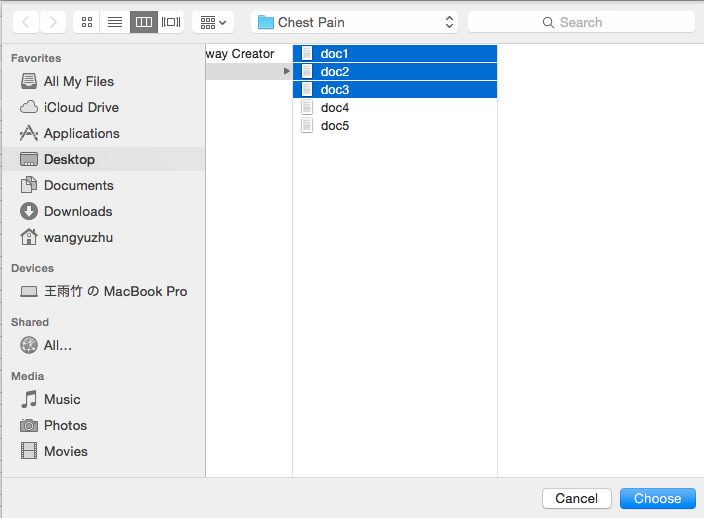 Chest Pain
Search
Favorites
All My Files
iCloud Drive
Applications
Desktop
Documents
Downloads
wangyuzhu
Devices
王雨竹 の MacBook Pro
Shared
All...
Media
Music
Photos
Movies
way Creator
doc1
doc2
doc3
doc4
doc5
Cancel
Choose